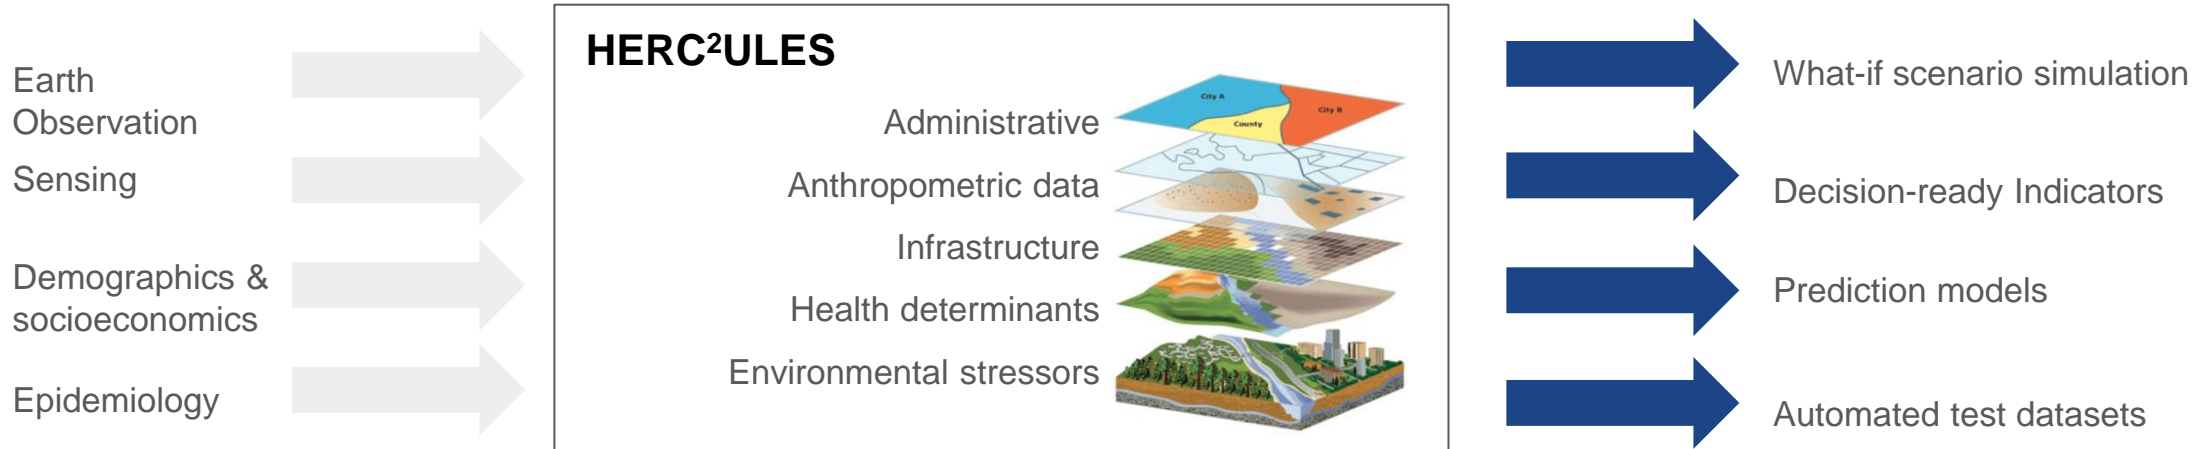 Earth
Observation
Sensing
Demographics &
socioeconomics
Epidemiology
HERC²ULES
Administrative
Anthropometric data
Infrastructure
Health determinants
Environmental stressors
City A
City B
County
What-if scenario simulation
Decision-ready Indicators
Prediction models
Automated test datasets